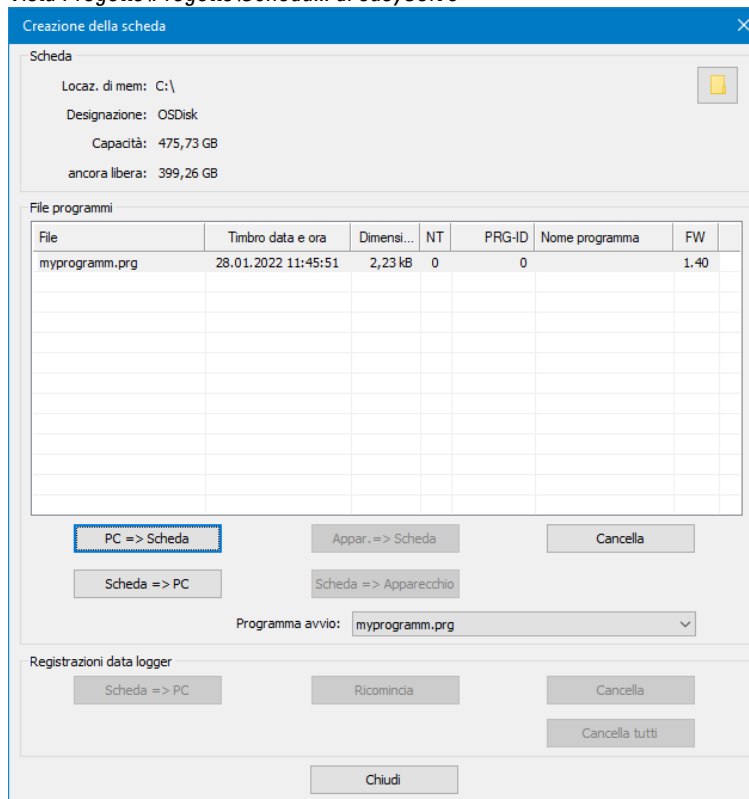 Creazione della scheda
Scheda
Locaz. di mem: C:\
Designazione: OSDisk
Capacità: 475,73 GB
ancora libera: 399,26 GB
File programmi
File Timbro data e ora Dimensi... NT PRG-ID Nome programma FW
myprogramm.prg 28.01.2022 11:45:51 2,23 kB 0 0 1.40
PC => Scheda Appar.=> Scheda Cancella
Scheda => PC Scheda => Apparecchio
Programma avvio: myprogramm.prg
Registrazioni data logger
Scheda => PC Ricomincia Cancella
Cancella tutti
Chiudi